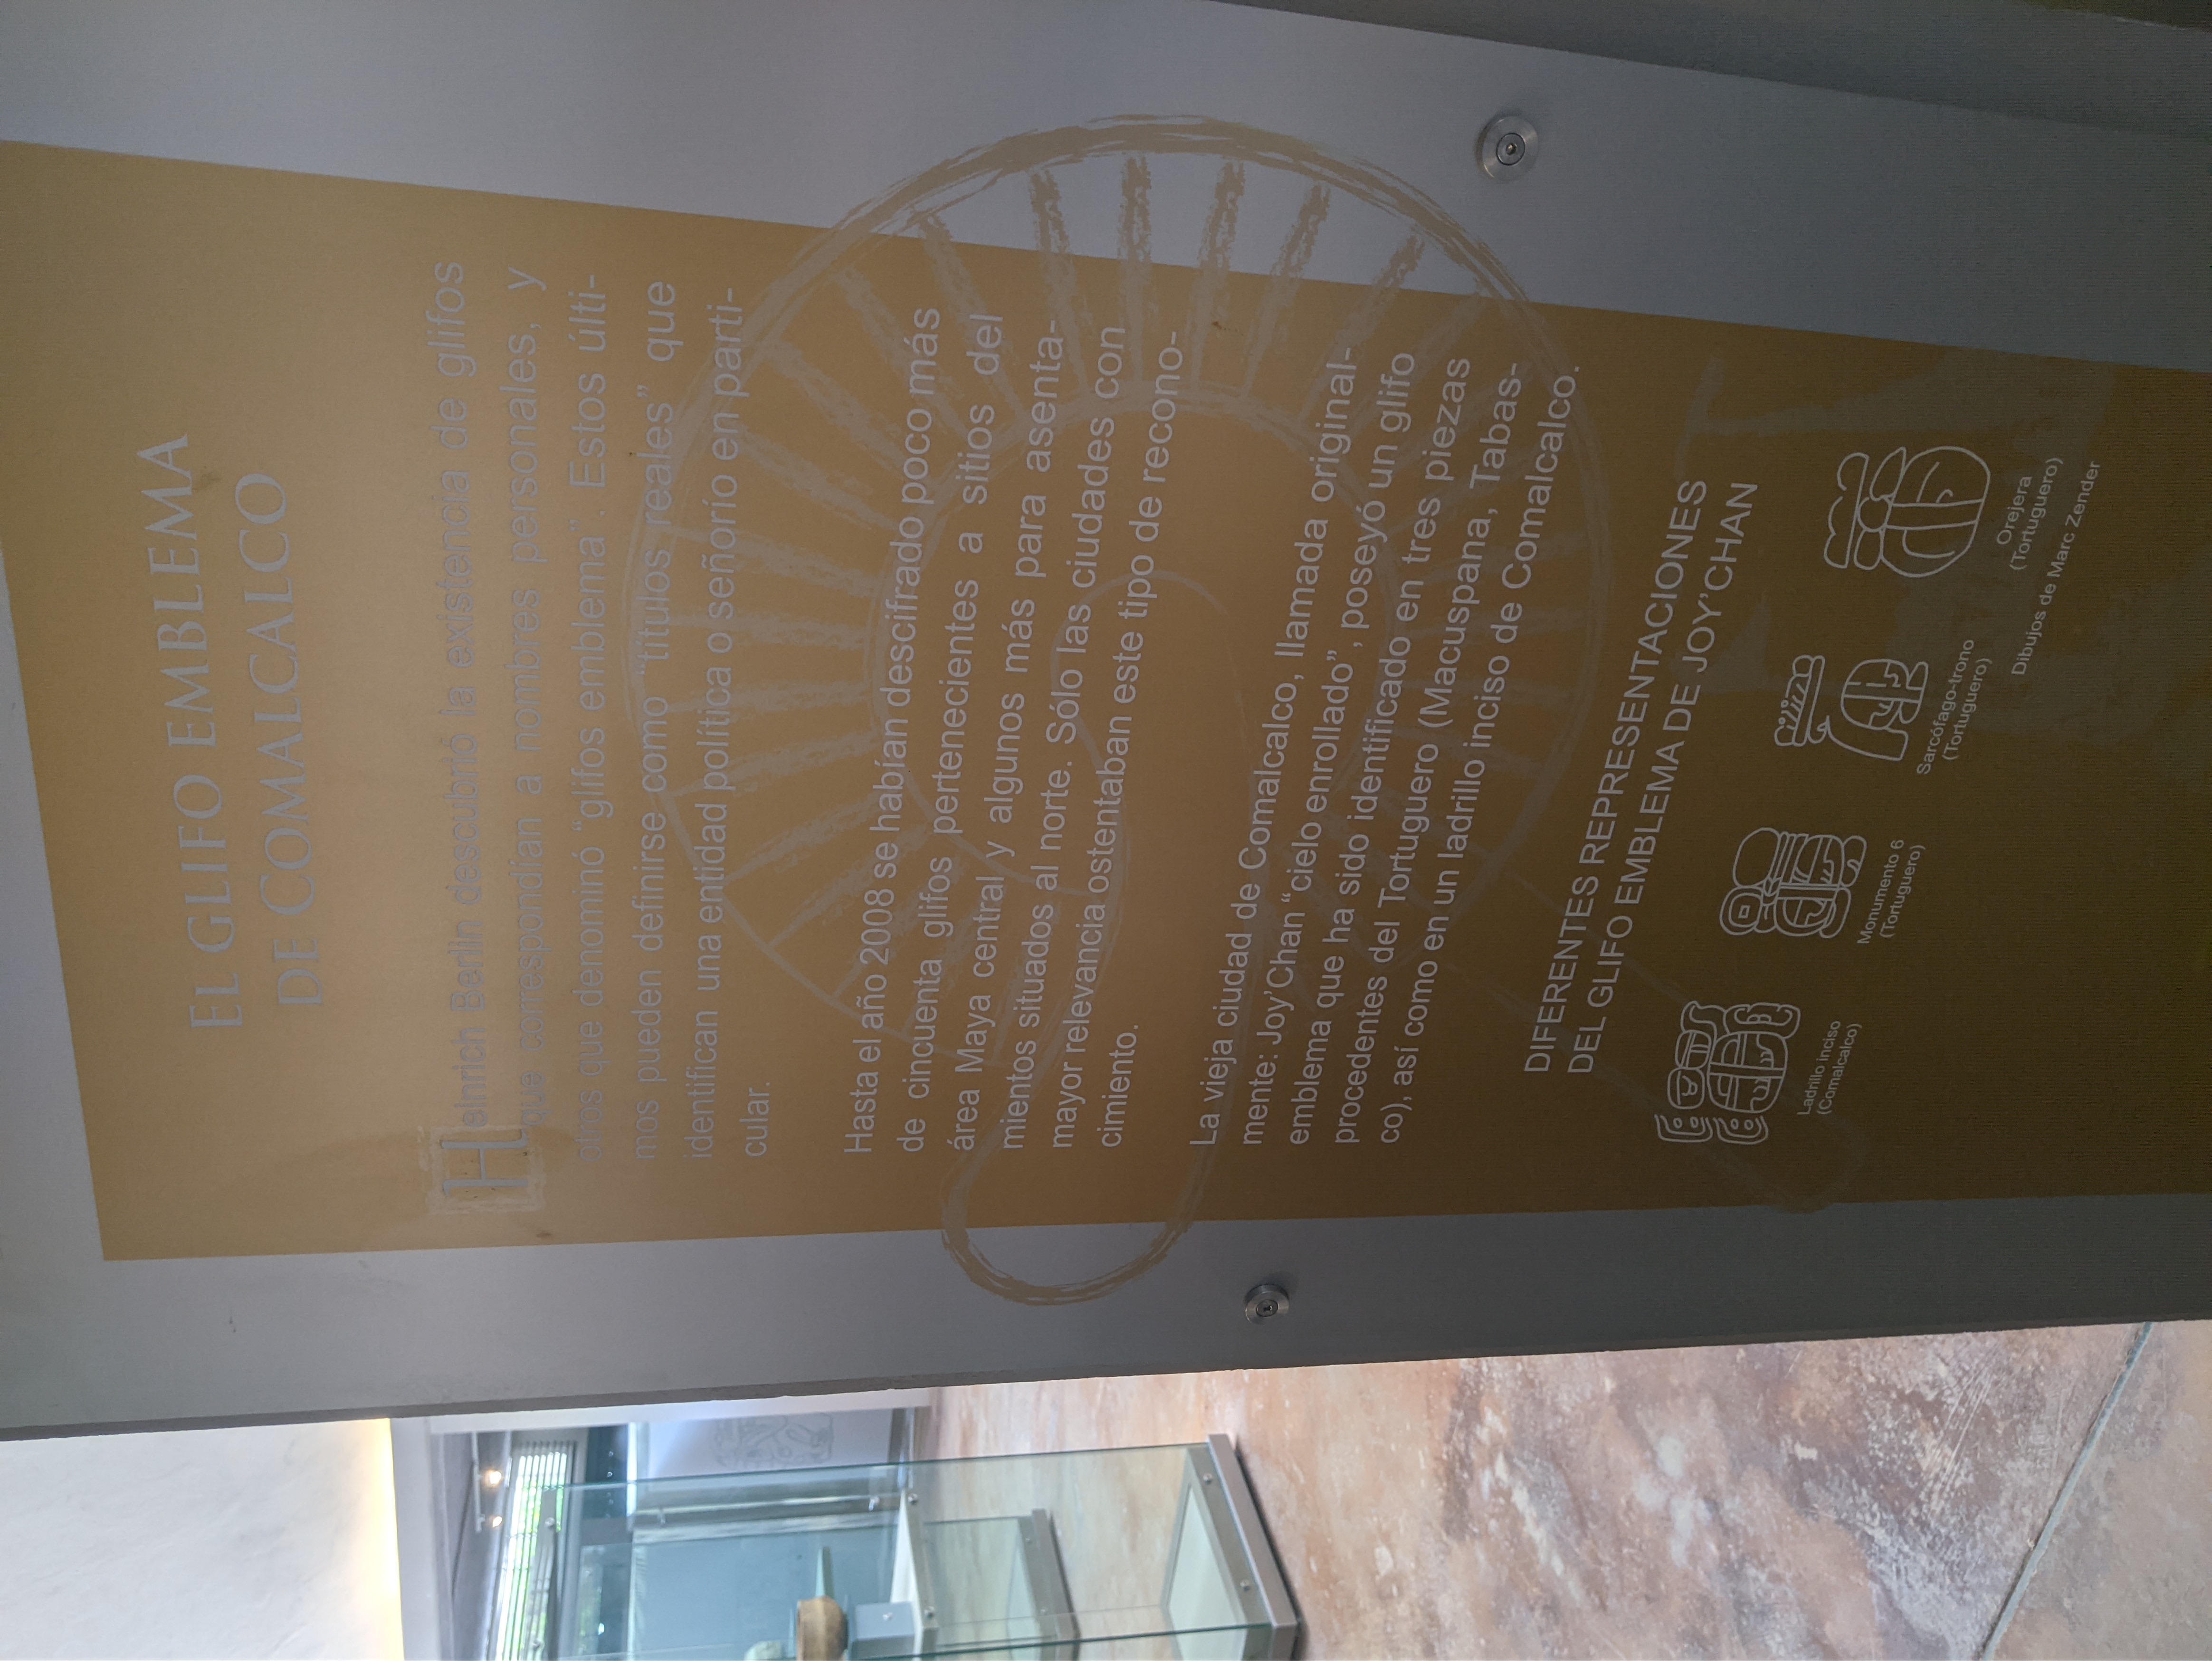 EL GLIFO EMBLEMA
DE COMALCALCO
Heinrich Berlin descubrió la existencia de glifos
que correspondían a nombres personales, y
otros que denominó “glifos emblema”. Estos últi-
mos pueden definirse como “títulos reales” que
identifican una entidad política o señorío en parti-
cular.
Hasta el año 2008 se habían descifrado poco más
de cincuenta glifos pertenecientes a sitios del
área Maya central y algunos más para asenta-
mientos situados al norte. Sólo las ciudades con
mayor relevancia ostentaban este tipo de recono-
cimiento.
La vieja ciudad de Comalcalco, llamada original-
mente: Joy’Chan “cielo enrollado”, poseyó un glifo
emblema que ha sido identificado en tres piezas
procedentes del Tortuguero (Macuspana, Tabas-
co), así como en un ladrillo inciso de Comalcalco.
DIFERENTES REPRESENTACIONES
DEL GLIFO EMBLEMA DE JOY’CHAN
Ladrillo inciso
(Comalcalco)
Monumento 6
(Tortuguero)
Sarcófago-trono
(Tortuguero)
Orejera
(Tortuguero)
Dibujos de Marc Zender